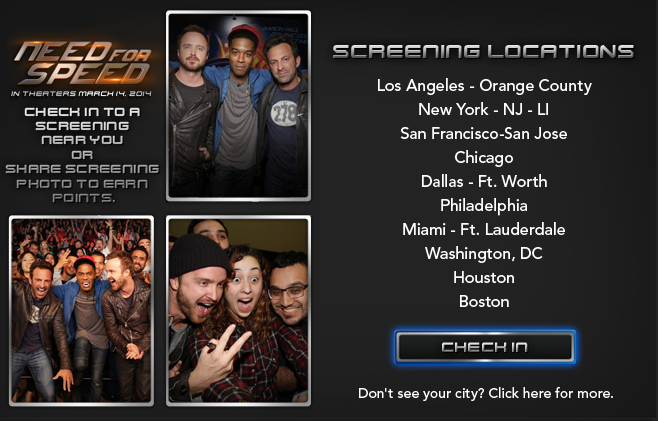 NEED FOR
SPEED
IN THEATERS MARCH 14, 2014
CHECK IN TO A
SCREENING
NEAR YOU
OR
SHARE SCREENING
PHOTO TO EARN
POINTS.
278
SCREENING LOCATIONS
Los Angeles - Orange County
New York - NJ - LI
San Francisco-San Jose
Chicago
Dallas - Ft. Worth
Philadelphia
Miami - Ft. Lauderdale
Washington, DC
Houston
Boston
CHECK IN
Don't see your city? Click here for more.